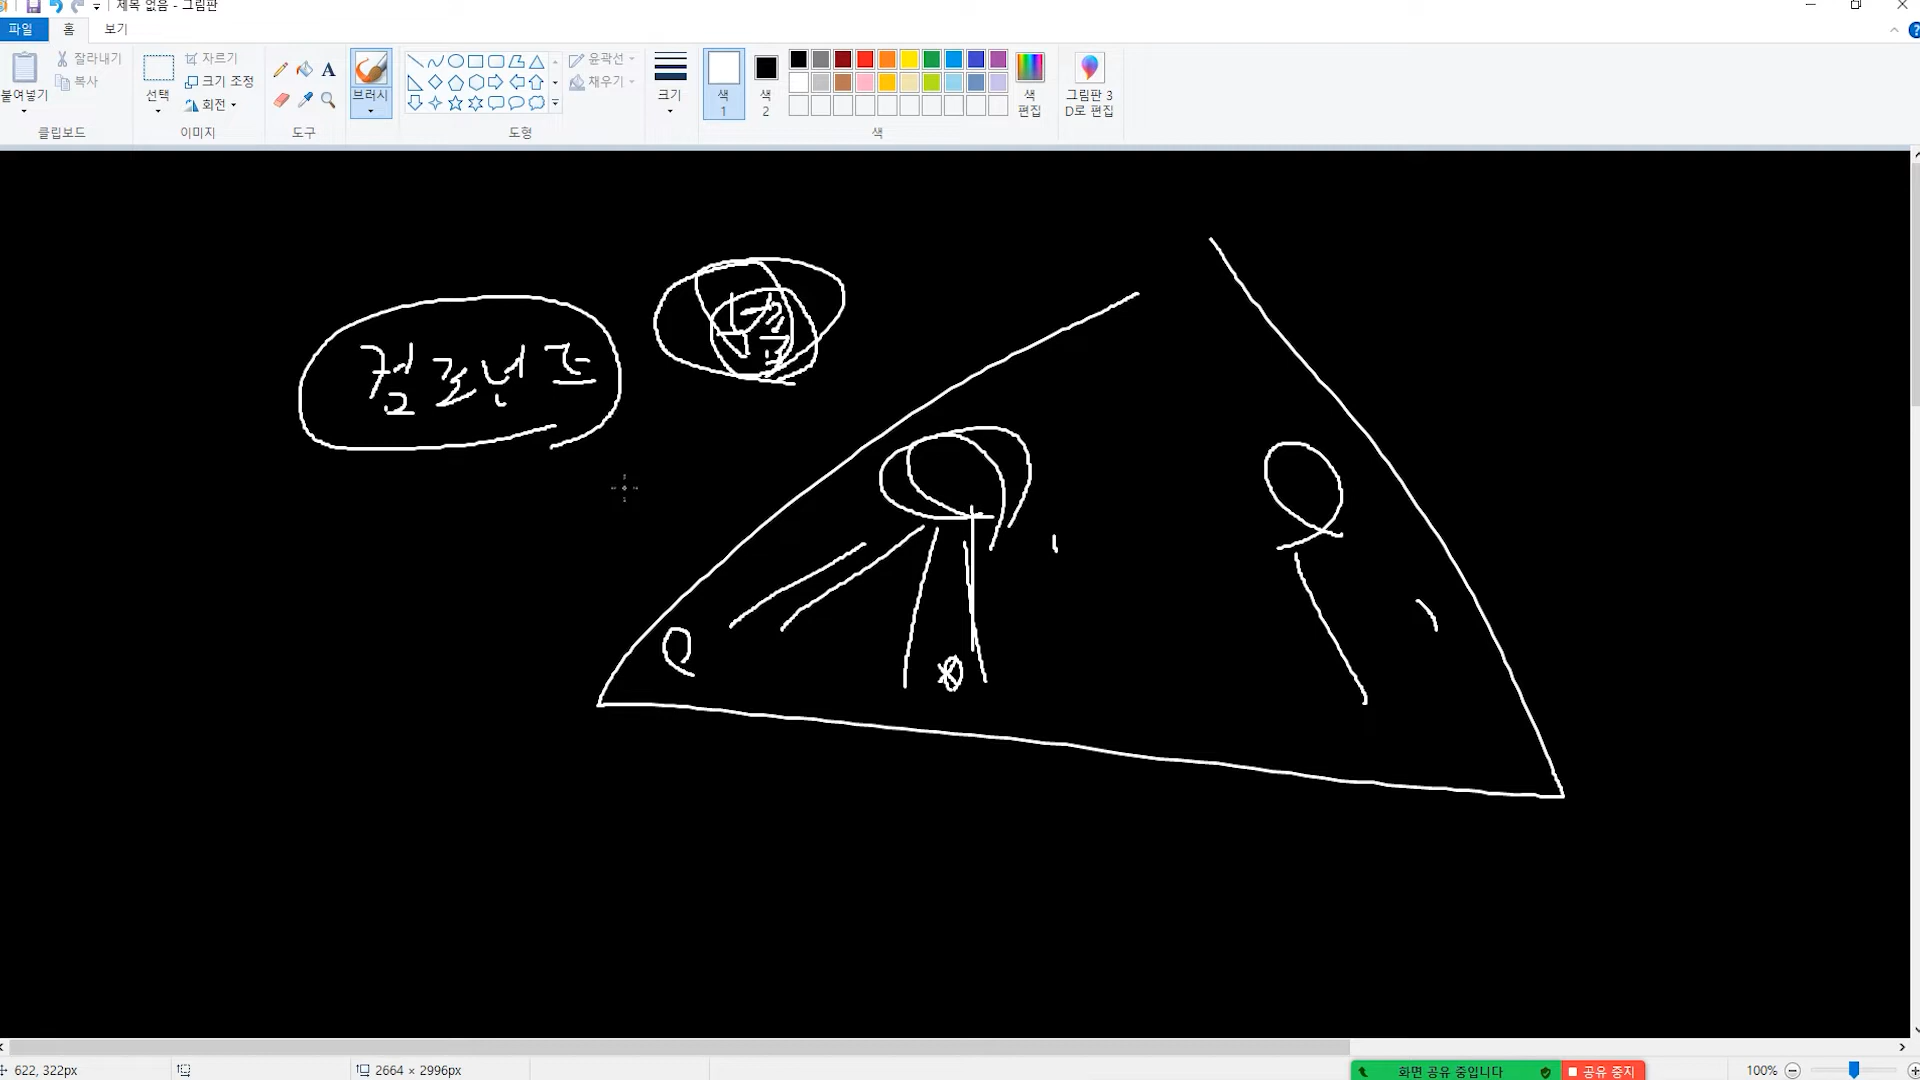 제목 없음 - 그림판
파일 홈 보기
붙여넣기
잘라내기
복사
클립보드
선택
자르기
크기 조정
회전
이미지
A
도구
브러시
윤곽선
채우기
도형
크기
색
1
색
2
색
편집
색
그림판 3
D로 편집
컴포넌트
622, 322px
2664 × 2996px
화면 공유 중입니다
공유 중지
100%